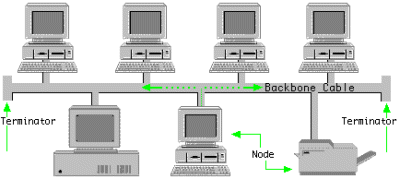 Backbone Cable
Terminator
Terminator
Node